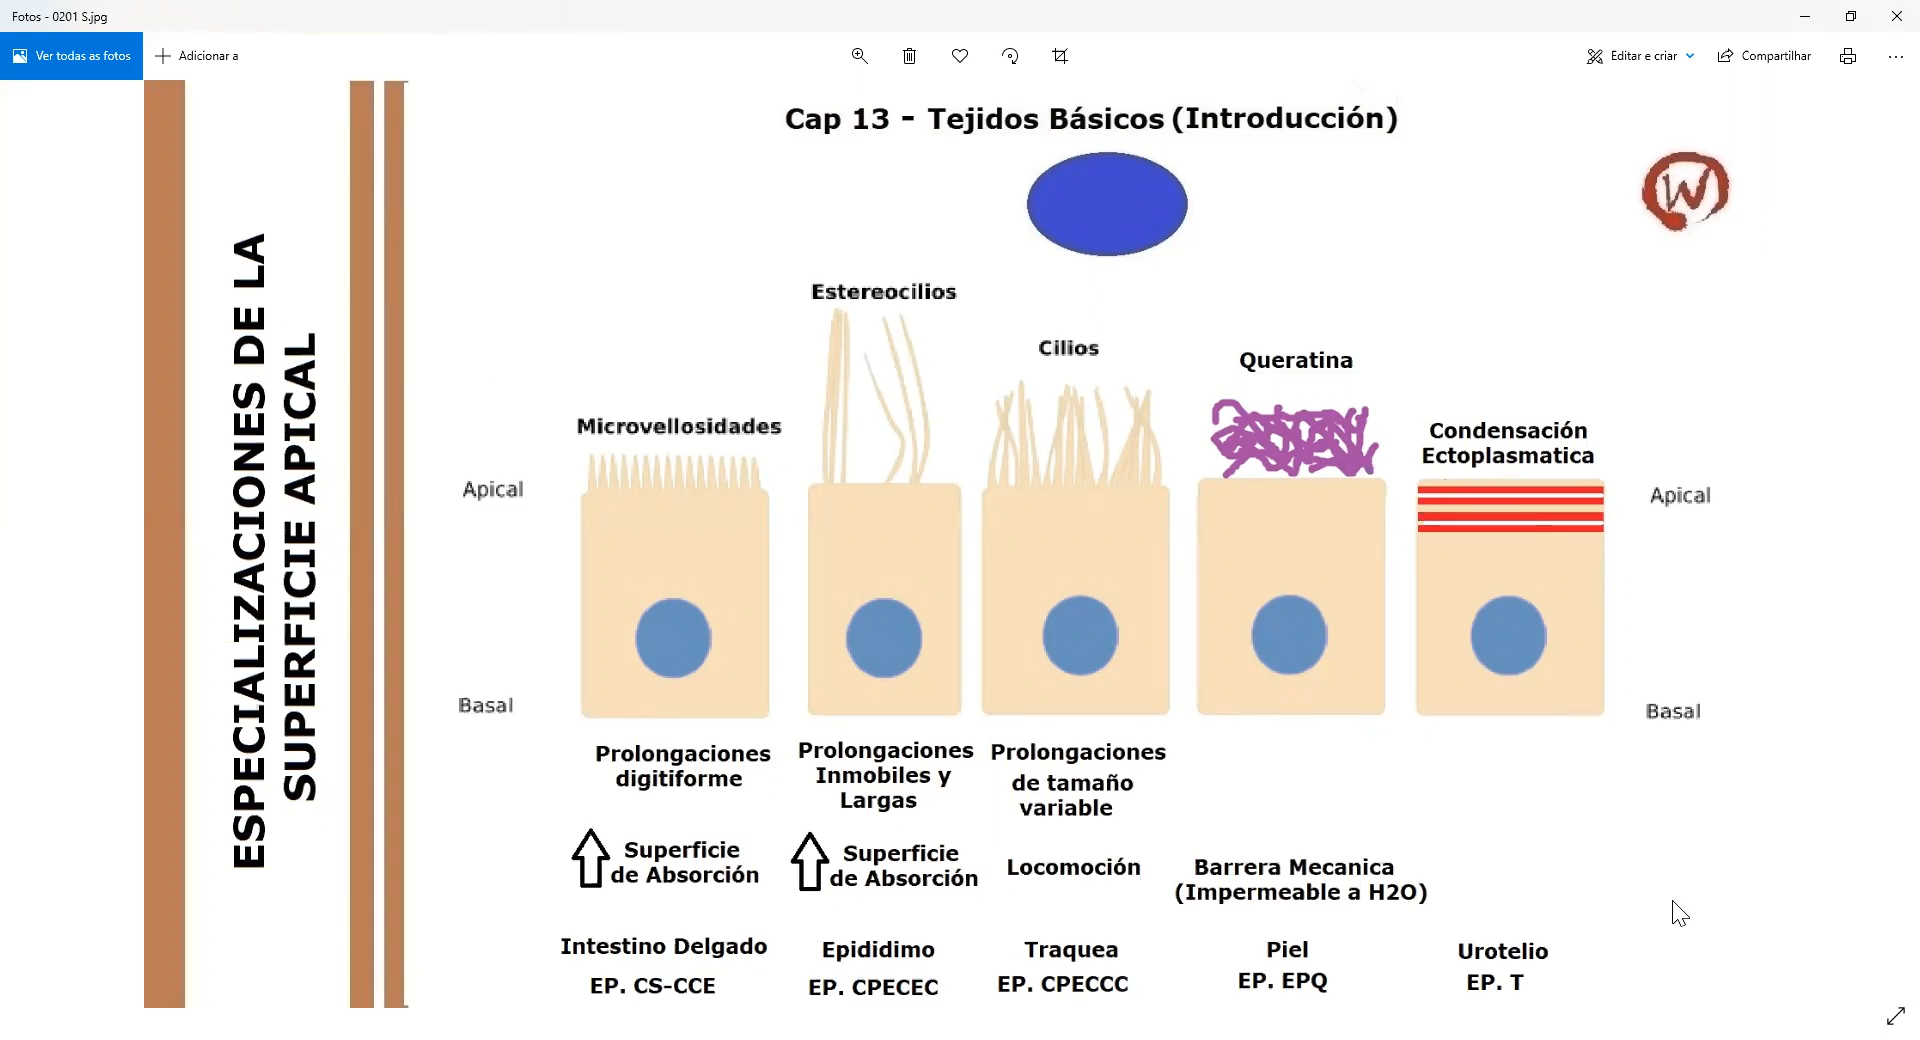 Fotos - 0201 S.jpg
Ver todas as fotos
Adicionar a
Editar e criar
Compartilhar
Cap 13 - Tejidos Básicos (Introducción)
W
ESPECIALIZACIONES DE LA
SUPERFICIE APICAL
Estereocilios
Cilios
Queratina
Microvellosidades
Condensación
Ectoplasmatica
Apical
Apical
Basal
Basal
Prolongaciones
digitiforme
Prolongaciones
Inmobiles y
Largas
Prolongaciones
de tamaño
variable
Superficie
de Absorción
Superficie
de Absorción
Locomoción
Barrera Mecanica
(Impermeable a H2O)
Intestino Delgado
EP. CS-CCE
Epididimo
EP. CPECEC
Traquea
EP. CPECCC
Piel
EP. EPQ
Urotelio
EP. T